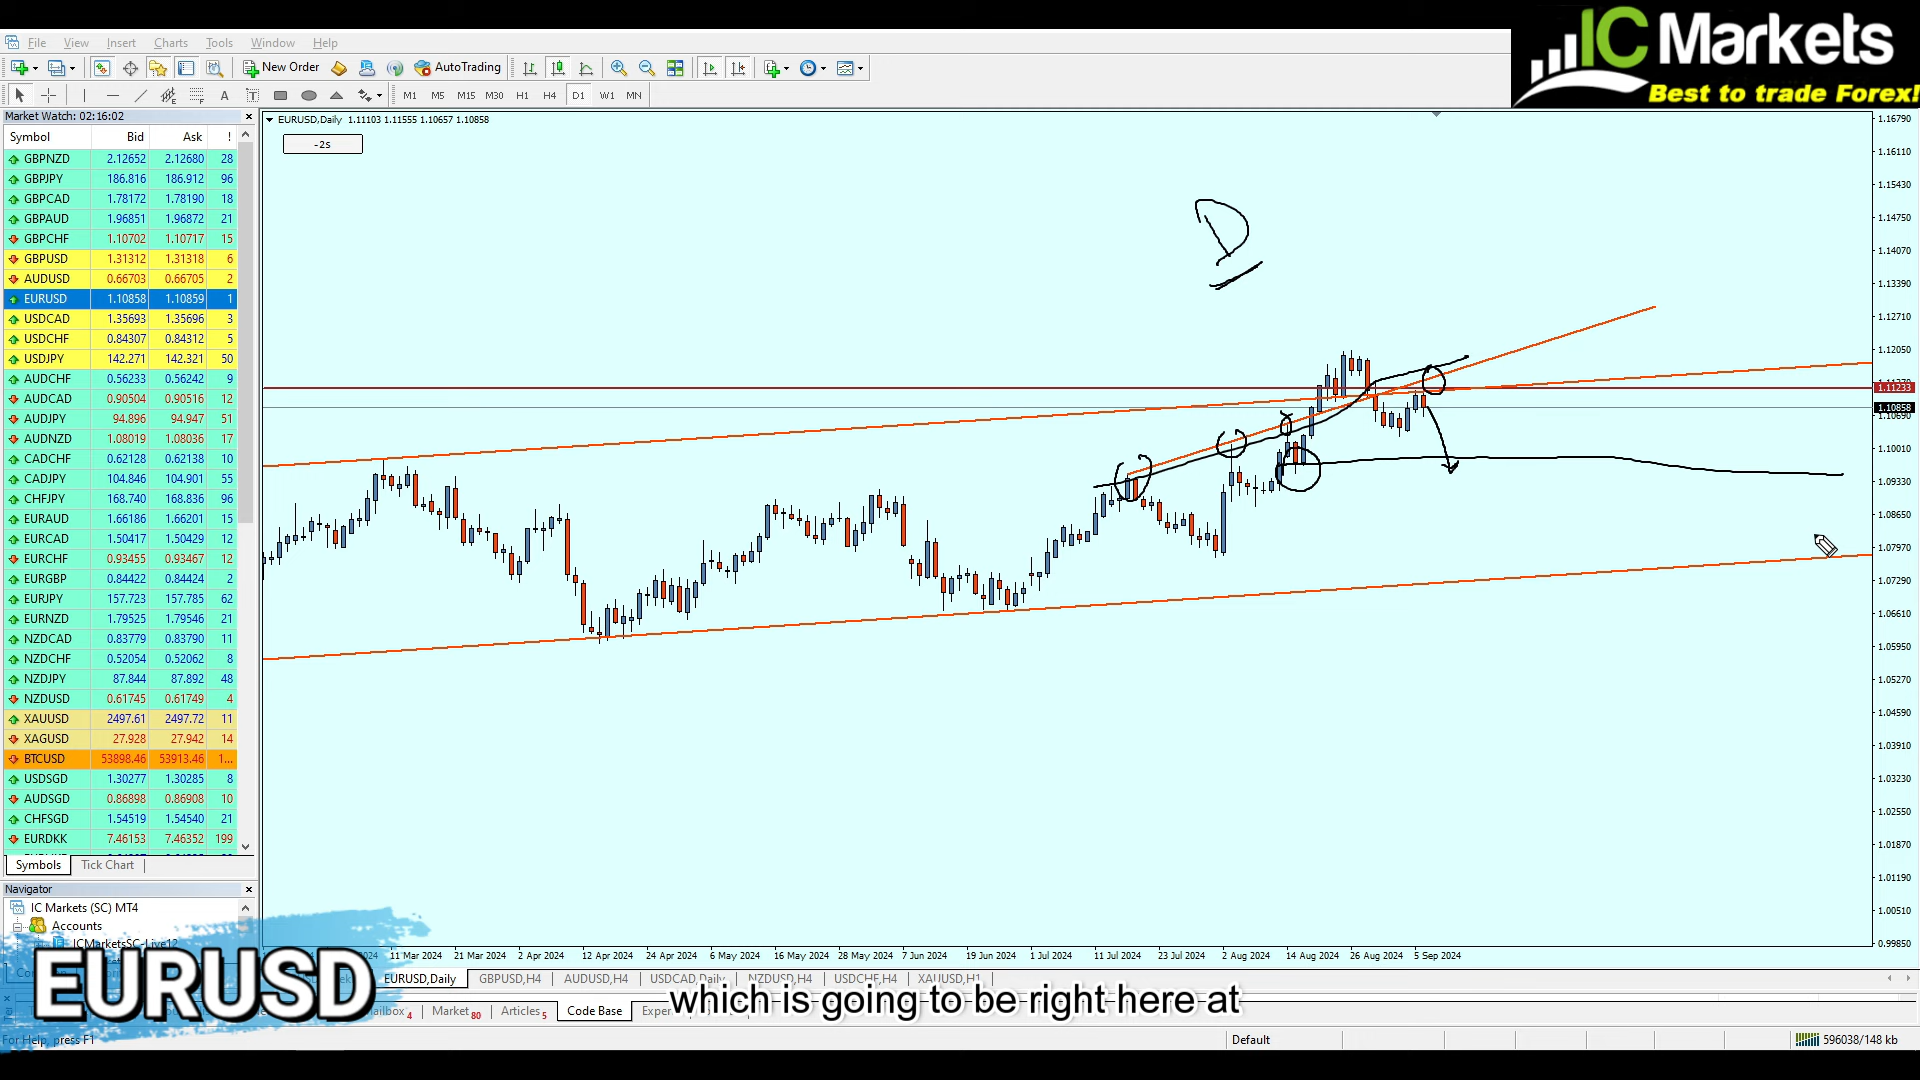 IC Markets
Best to trade Forex!
File View Insert Charts Tools Window Help
New Order AutoTrading
A T M1 M5 M15 M30 H1 H4 D1 W1 MN
Market Watch: 02:16:02
Symbol Bid Ask !
GBPNZD 2.12652 2.12680 28
GBPJPY 186.816 186.912 96
GBPCAD 1.78172 1.78190 18
GBPAUD 1.96851 1.96872 21
GBPCHF 1.10702 1.10717 15
GBPUSD 1.31312 1.31318 6
AUDUSD 0.66703 0.66705 2
EURUSD 1.10858 1.10859 1
USDCAD 1.35693 1.35696 3
USDCHF 0.84307 0.84312 5
USDJPY 142.271 142.321 50
AUDCHF 0.56233 0.56242 9
AUDCAD 0.90504 0.90516 12
AUDJPY 94.896 94.947 51
AUDNZD 1.08019 1.08036 17
CADCHF 0.62128 0.62138 10
CADJPY 104.846 104.901 55
CHFJPY 168.740 168.836 96
EURAUD 1.66186 1.66201 15
EURCAD 1.50417 1.50429 12
EURCHF 0.93455 0.93467 12
EURGBP 0.84422 0.84424 2
EURJPY 157.723 157.785 62
EURNZD 1.79525 1.79546 21
NZDCAD 0.83779 0.83790 11
NZDCHF 0.52054 0.52062 8
NZDJPY 87.844 87.892 48
NZDUSD 0.61745 0.61749 4
XAUUSD 2497.61 2497.72 11
XAGUSD 27.928 27.942 14
BTCUSD 53898.46 53913.46 1...
USDSGD 1.30277 1.30285 8
AUDSGD 0.86898 0.86908 10
CHFSGD 1.54519 1.54540 21
EURDKK 7.46153 7.46352 199
Symbols Tick Chart
Navigator
IC Markets (SC) MT4
Accounts
ICMarketsSC-Live12
EURUSD,Daily 1.11103 1.11555 1.10657 1.10858
-2s
D
1.16790
1.16110
1.15430
1.14750
1.14070
1.13390
1.12710
1.12050
1.11233
1.10858
1.10690
1.10010
1.09330
1.08650
1.07970
1.07290
1.06610
1.05950
1.05270
1.04590
1.03910
1.03230
1.02550
1.01870
1.01190
1.00510
0.99850
11 Mar 2024 21 Mar 2024 2 Apr 2024 12 Apr 2024 24 Apr 2024 6 May 2024 16 May 2024 28 May 2024 7 Jun 2024 19 Jun 2024 1 Jul 2024 11 Jul 2024 23 Jul 2024 2 Aug 2024 14 Aug 2024 26 Aug 2024 5 Sep 2024
EURUSD,Daily GBPUSD,H4 AUDUSD,H4 USDCAD,Daily NZDUSD,H4 USDCHF,H4 XAUUSD,H1
EURUSD
which is going to be right here at
Market 80 Articles 5 Code Base
For Help, press F1
Default 596038/148 kb